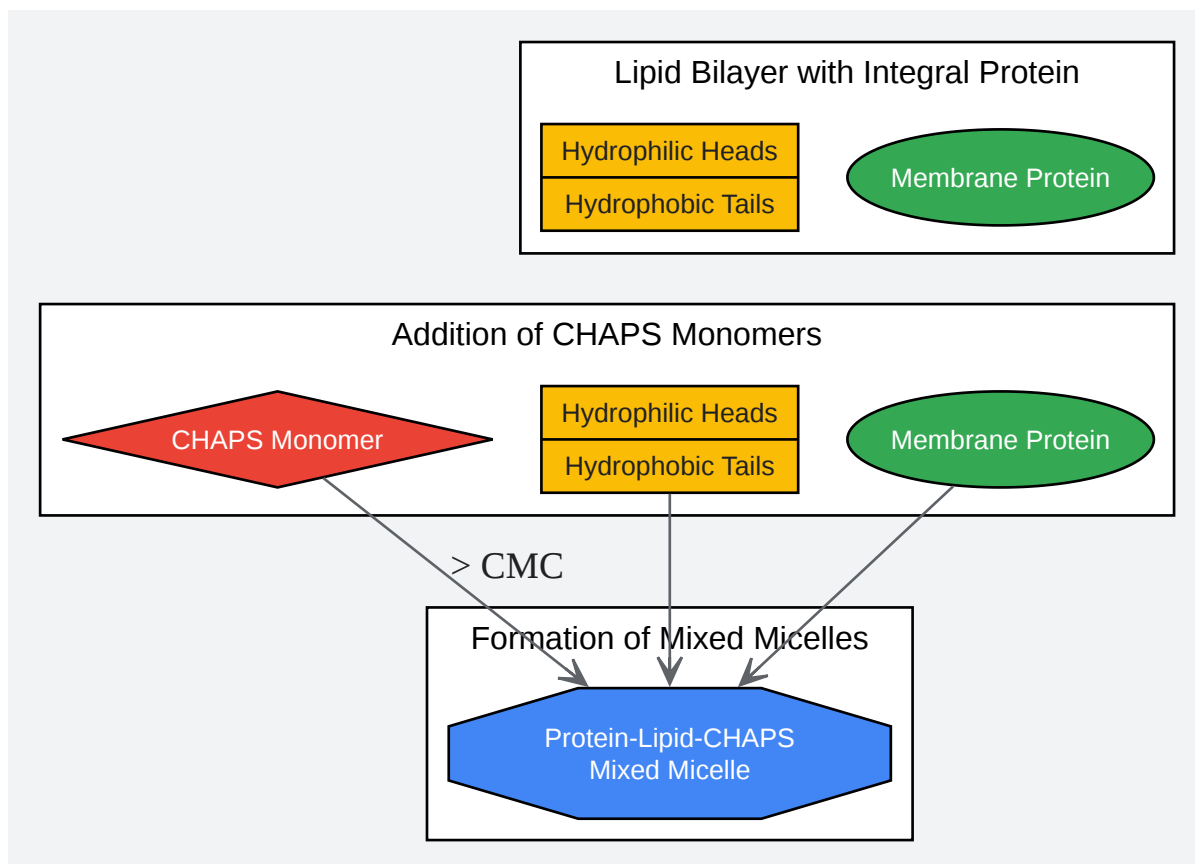 Lipid Bilayer with Integral Protein
Hydrophilic Heads
Hydrophobic Tails
Membrane Protein
Addition of CHAPS Monomers
CHAPS Monomer
Hydrophilic Heads
Hydrophobic Tails
Membrane Protein
> CMC
Formation of Mixed Micelles
Protein-Lipid-CHAPS
Mixed Micelle